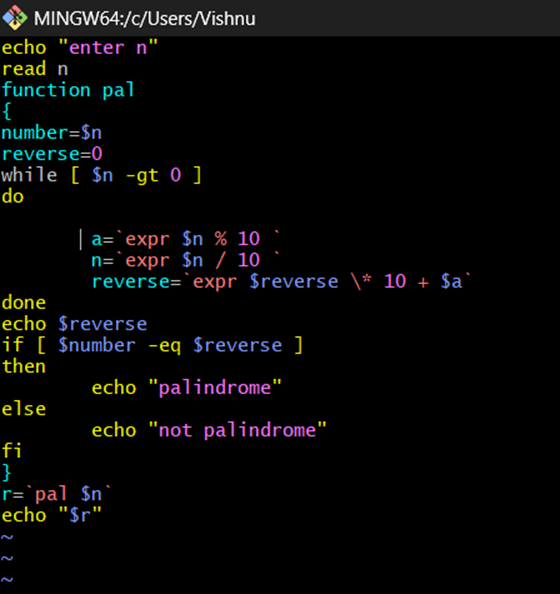 MINGW64:/c/Users/Vishnu
echo "enter n"
read n
function pal
{
number=$n
reverse=0
while [ $n -gt 0 ]
do
a=`expr $n % 10 `
n=`expr $n / 10 `
reverse=`expr $reverse \* 10 + $a`
done
echo $reverse
if [ $number -eq $reverse ]
then
echo "palindrome"
else
echo "not palindrome"
fi
}
r=`pal $n`
echo "$r"
~
~
~